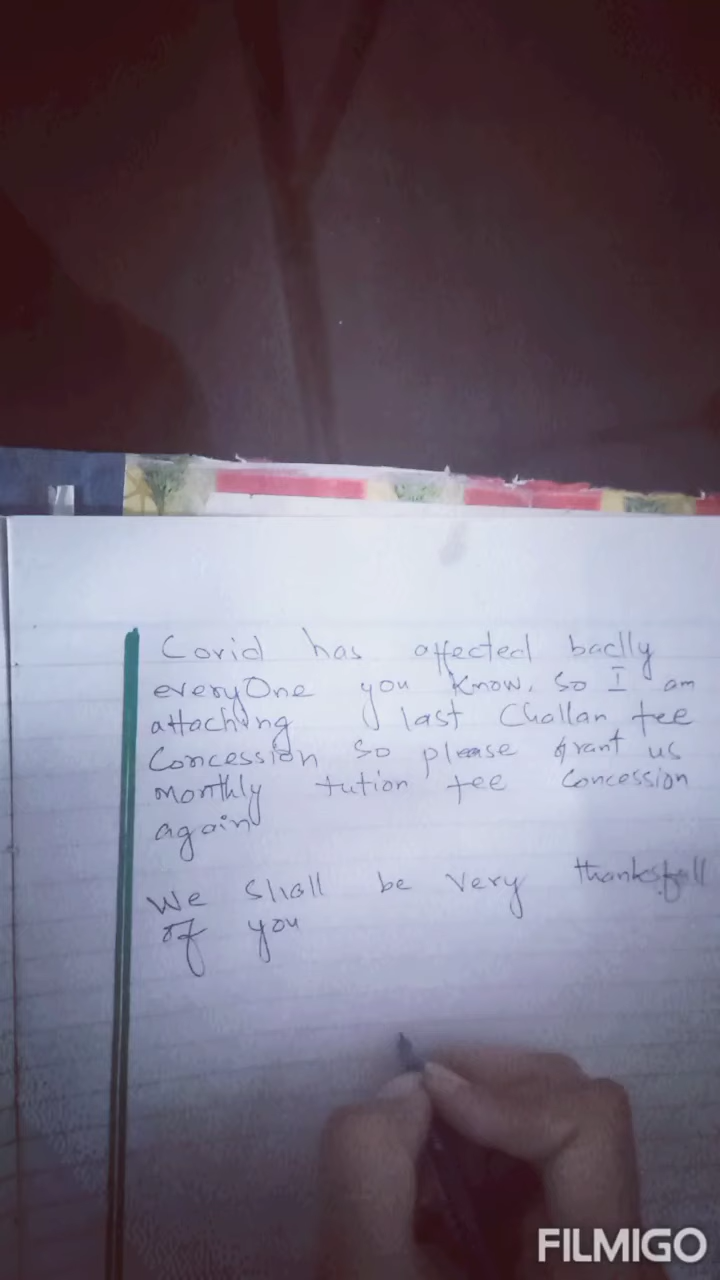 Covid has affected badly
everyOne you know. So I am
attaching last Challan fee
Concession so please grant us
monthly tution fee Concession
again
We shall be very thanksfull
of you
FILMIGO